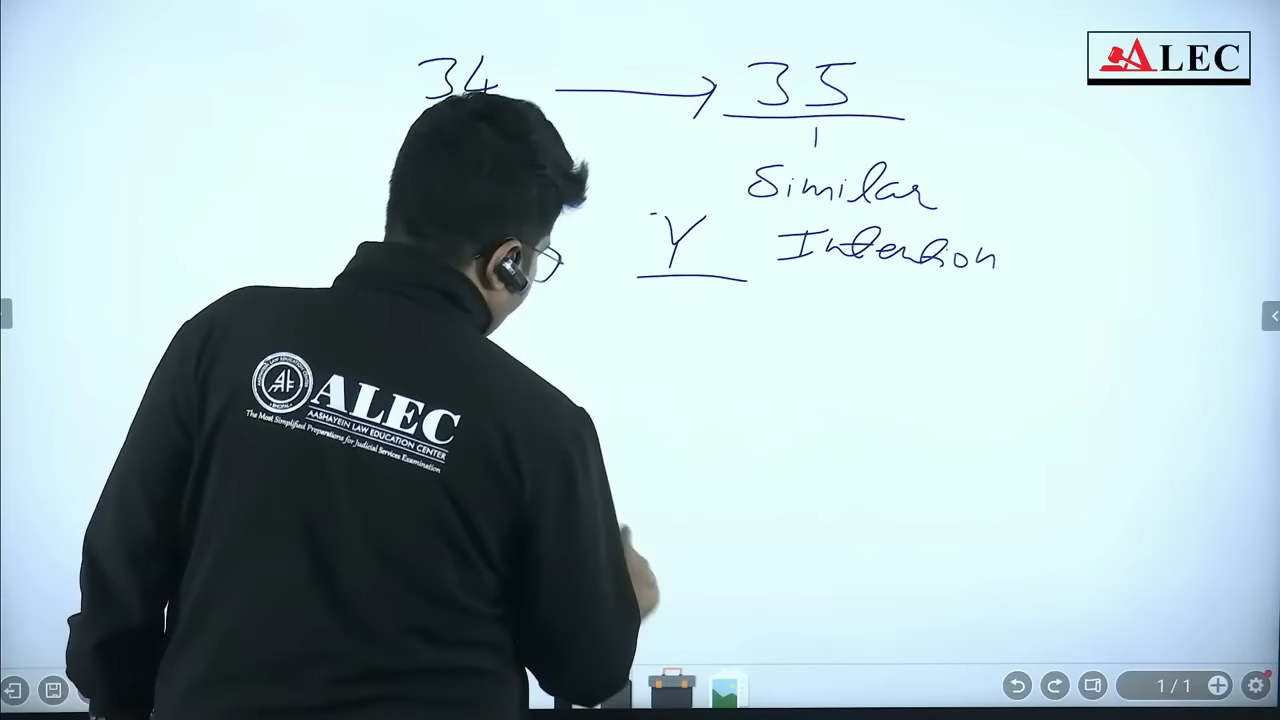 34 → 35
Similar
Y Intention
ALEC
ALEC
AASHAYEIN LAW EDUCATION CENTER
The Most Simplified Preparations for Judicial Services Examination
1/1